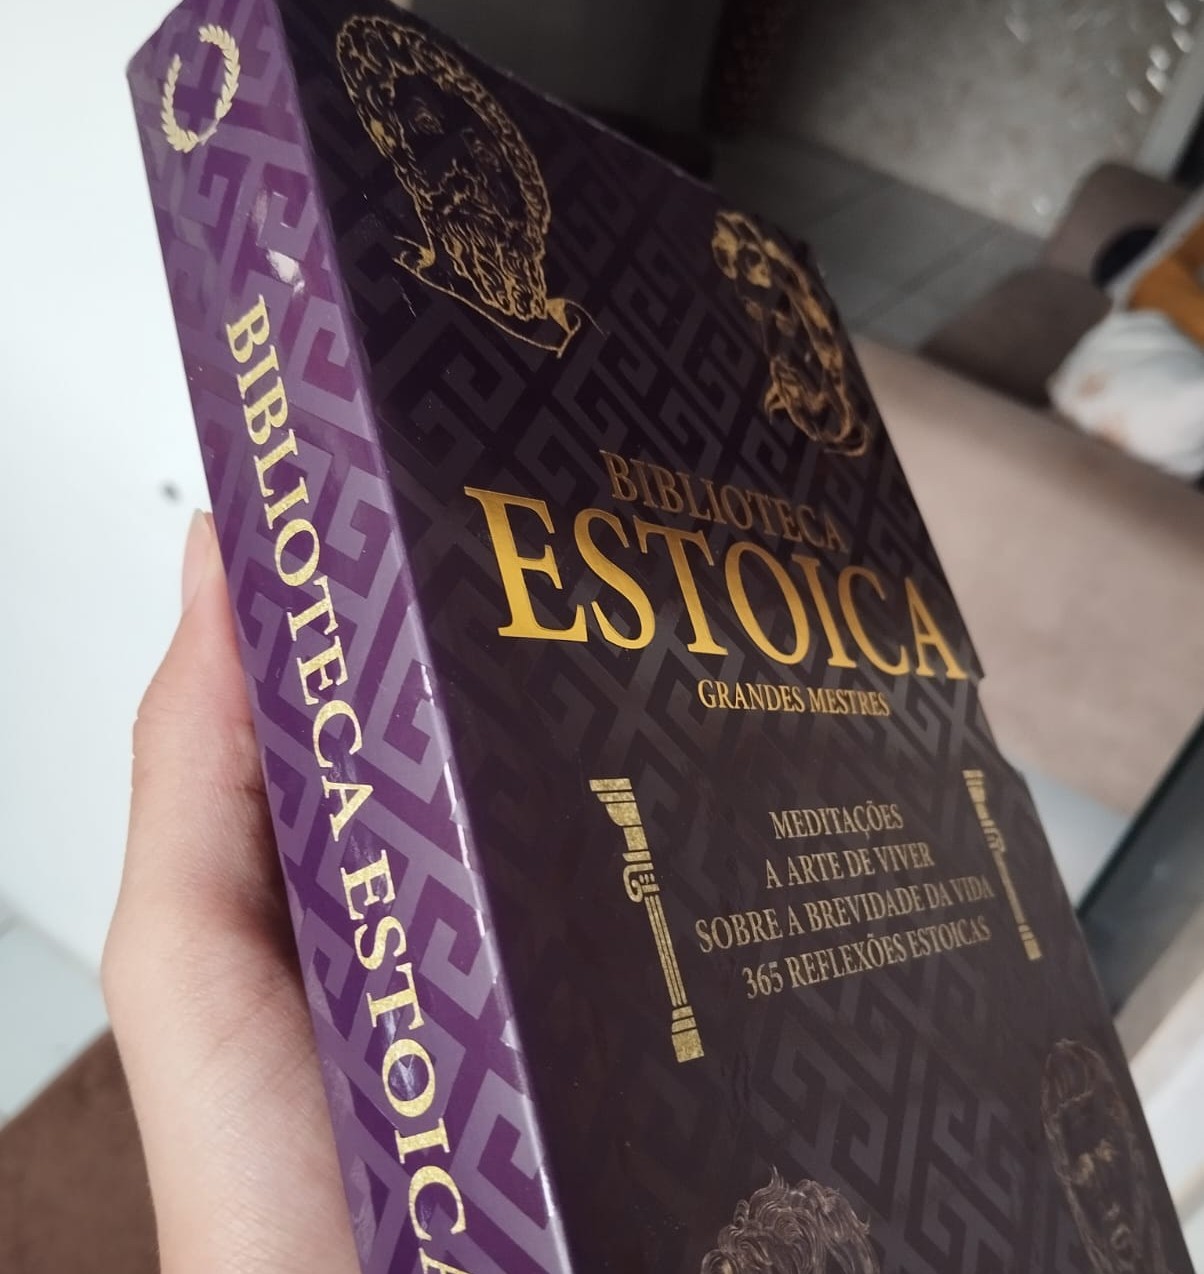 BIBLIOTECA ESTOICA
BIBLIOTECA
ESTOICA
GRANDES MESTRES
MEDITAÇÕES
A ARTE DE VIVER
SOBRE A BREVIDADE DA VIDA
365 REFLEXÕES ESTOICAS